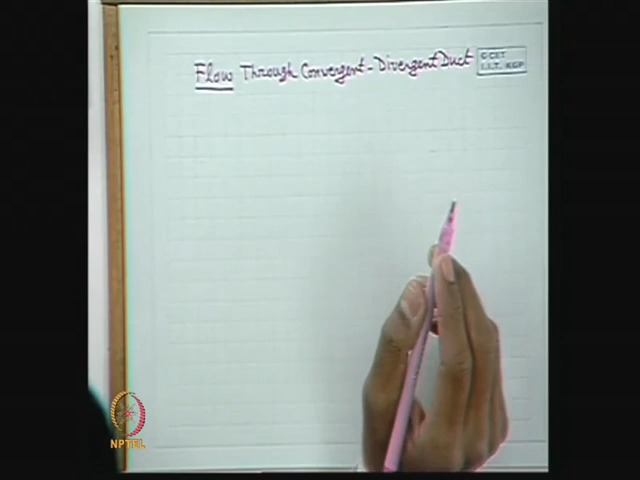 Flow Through Convergent-Divergent Duct
© CET
I.I.T. KGP
NPTEL